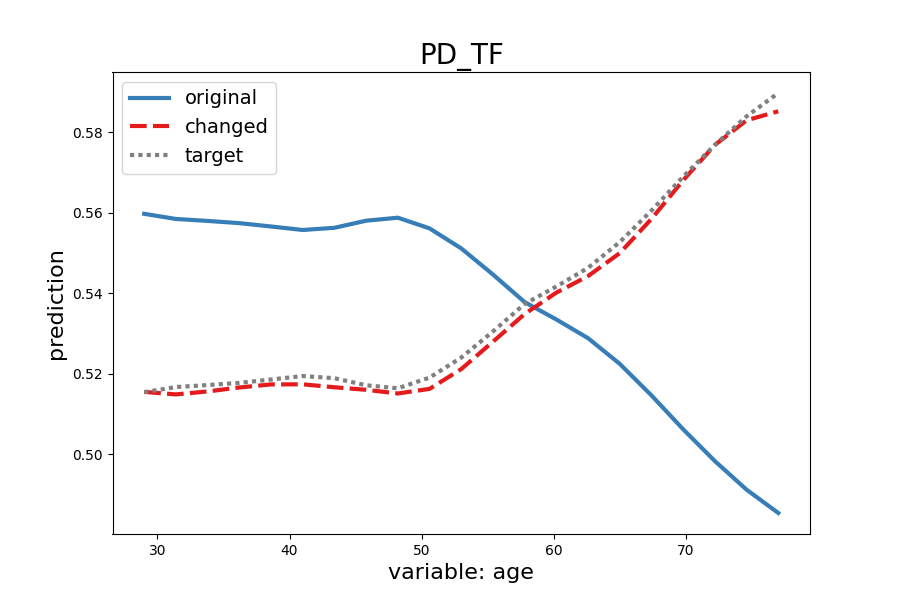 PD_TF
original
changed
target
0.58
0.56
0.54
0.52
0.50
prediction
30 40 50 60 70
variable: age